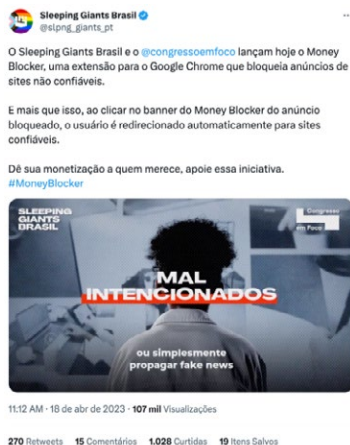 Sleeping Giants Brasil
@slpng_giants_pt
O Sleeping Giants Brasil e o @congressoemfoco lançam hoje o Money
Blocker, uma extensão para o Google Chrome que bloqueia anúncios de
sites não confiáveis.
E mais que isso, ao clicar no banner do Money Blocker do anúncio
bloqueado, o usuário é redirecionado automaticamente para sites
confiáveis.
Dê sua monetização a quem merece, apoie essa iniciativa.
#MoneyBlocker
SLEEPING
GIANTS
BRASIL
Congresso
em Foco
MAL
INTENCIONADOS
ou simplesmente
propagar fake news
11:12 AM · 18 de abr de 2023 · 107 mil Visualizações
270 Retweets 15 Comentários 1.028 Curtidas 19 Itens Salvos